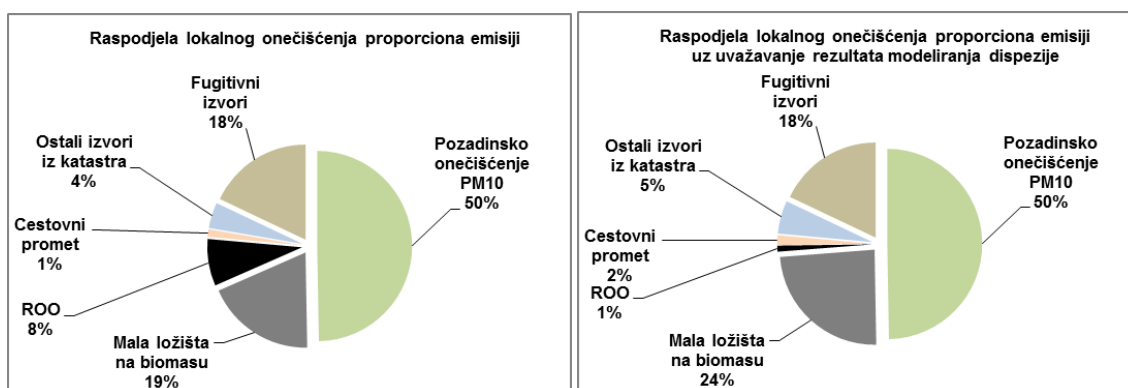 Raspodjela lokalnog onečišćenja proporciona emisiji
Fugitivni
izvori
18%
Ostali izvori
iz katastra
4%
Cestovni
promet
1%
ROO
8%
Mala ložišta
na biomasu
19%
Pozadinsko
onečišćenje
PM10
50%
Raspodjela lokalnog onečišćenja proporciona emisiji
uz uvažavanje rezultata modeliranja dispezije
Fugitivni
izvori
18%
Ostali izvori
iz katastra
5%
Cestovni
promet
2%
ROO
1%
Mala ložišta
na biomasu
24%
Pozadinsko
onečišćenje
PM10
50%